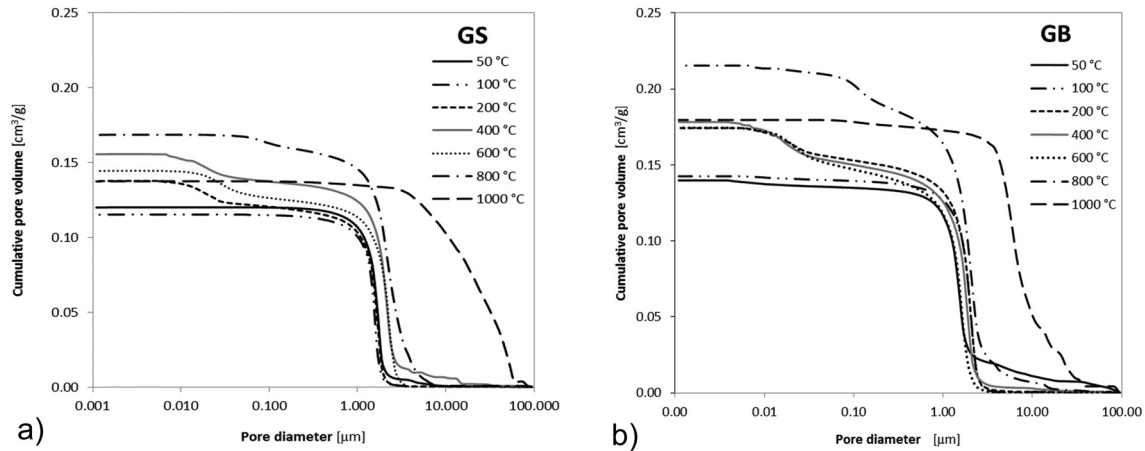 GS
50 °C
100 °C
200 °C
400 °C
600 °C
800 °C
1000 °C
Cumulative pore volume [cm³/g]
0.25
0.20
0.15
0.10
0.05
0.00
0.001
0.010
0.100
1.000
10.000
100.000
Pore diameter [µm]
a)
GB
50 °C
100 °C
200 °C
400 °C
600 °C
800 °C
1000 °C
Cumulative pore volume [cm³/g]
0.25
0.20
0.15
0.10
0.05
0.00
0.00
0.01
0.10
1.00
10.00
100.00
Pore diameter [µm]
b)